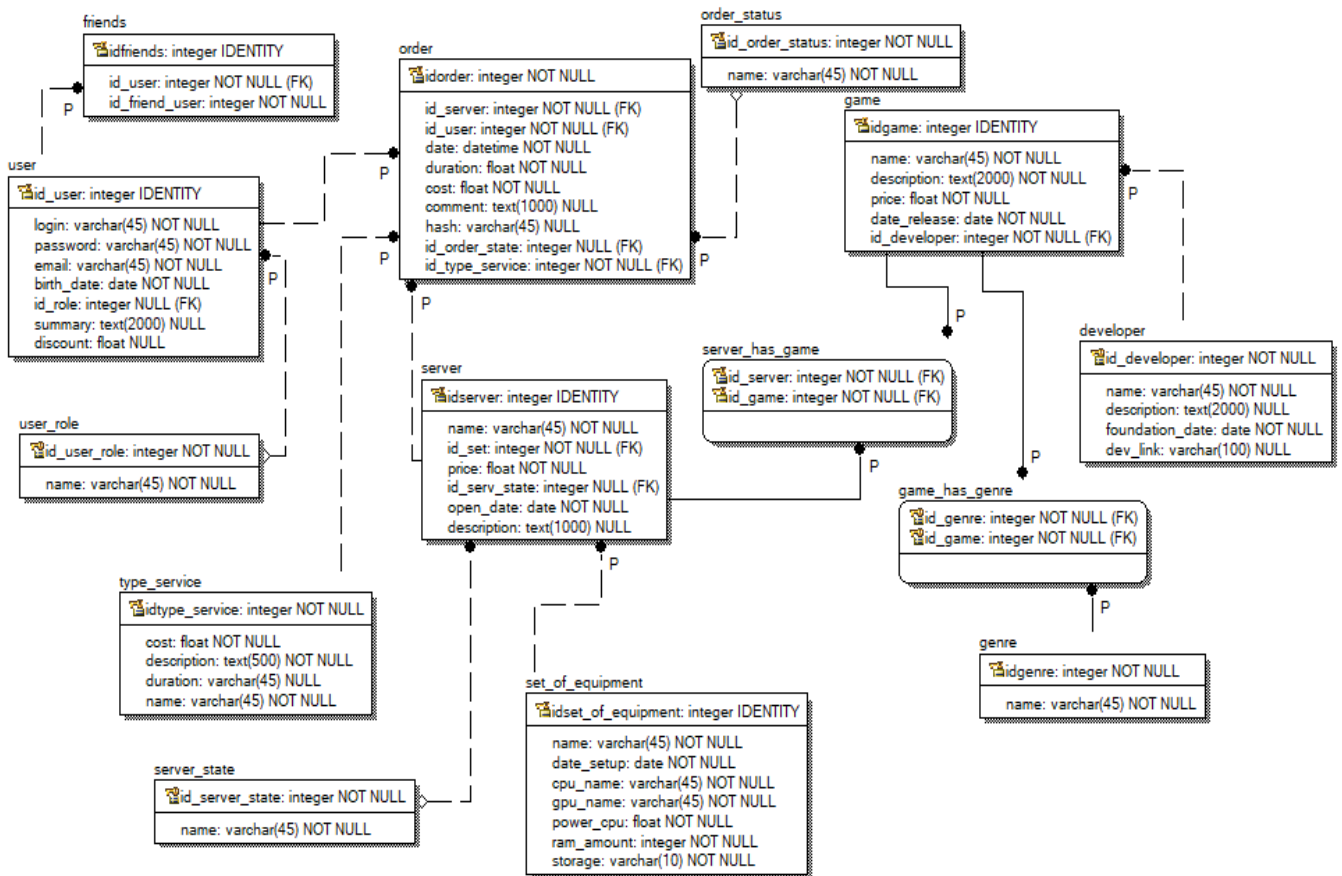 friends
idfriends: integer IDENTITY
id_user: integer NOT NULL (FK)
id_friend_user: integer NOT NULL
P
order
idorder: integer NOT NULL
id_server: integer NOT NULL (FK)
id_user: integer NOT NULL (FK)
date: datetime NOT NULL
duration: float NOT NULL
cost: float NOT NULL
comment: text(1000) NULL
hash: varchar(45) NULL
id_order_state: integer NULL (FK)
id_type_service: integer NOT NULL (FK)
P
P
P
P
order_status
id_order_status: integer NOT NULL
name: varchar(45) NOT NULL
game
idgame: integer IDENTITY
name: varchar(45) NOT NULL
description: text(2000) NOT NULL
price: float NOT NULL
date_release: date NOT NULL
id_developer: integer NOT NULL (FK)
P
user
id_user: integer IDENTITY
login: varchar(45) NOT NULL
password: varchar(45) NOT NULL
email: varchar(45) NOT NULL
birth_date: date NOT NULL
id_role: integer NULL (FK)
summary: text(2000) NULL
discount: float NULL
P
developer
id_developer: integer NOT NULL
name: varchar(45) NOT NULL
description: text(2000) NULL
foundation_date: date NOT NULL
dev_link: varchar(100) NULL
P
server_has_game
id_server: integer NOT NULL (FK)
id_game: integer NOT NULL (FK)
P
server
idserver: integer IDENTITY
name: varchar(45) NOT NULL
id_set: integer NOT NULL (FK)
price: float NOT NULL
id_serv_state: integer NULL (FK)
open_date: date NOT NULL
description: text(1000) NULL
P
user_role
id_user_role: integer NOT NULL
name: varchar(45) NOT NULL
P
game_has_genre
id_genre: integer NOT NULL (FK)
id_game: integer NOT NULL (FK)
P
type_service
idtype_service: integer NOT NULL
cost: float NOT NULL
description: text(500) NOT NULL
duration: varchar(45) NULL
name: varchar(45) NOT NULL
genre
idgenre: integer NOT NULL
name: varchar(45) NOT NULL
set_of_equipment
idset_of_equipment: integer IDENTITY
name: varchar(45) NOT NULL
date_setup: date NOT NULL
cpu_name: varchar(45) NOT NULL
gpu_name: varchar(45) NOT NULL
power_cpu: float NOT NULL
ram_amount: integer NOT NULL
storage: varchar(10) NOT NULL
server_state
id_server_state: integer NOT NULL
name: varchar(45) NOT NULL